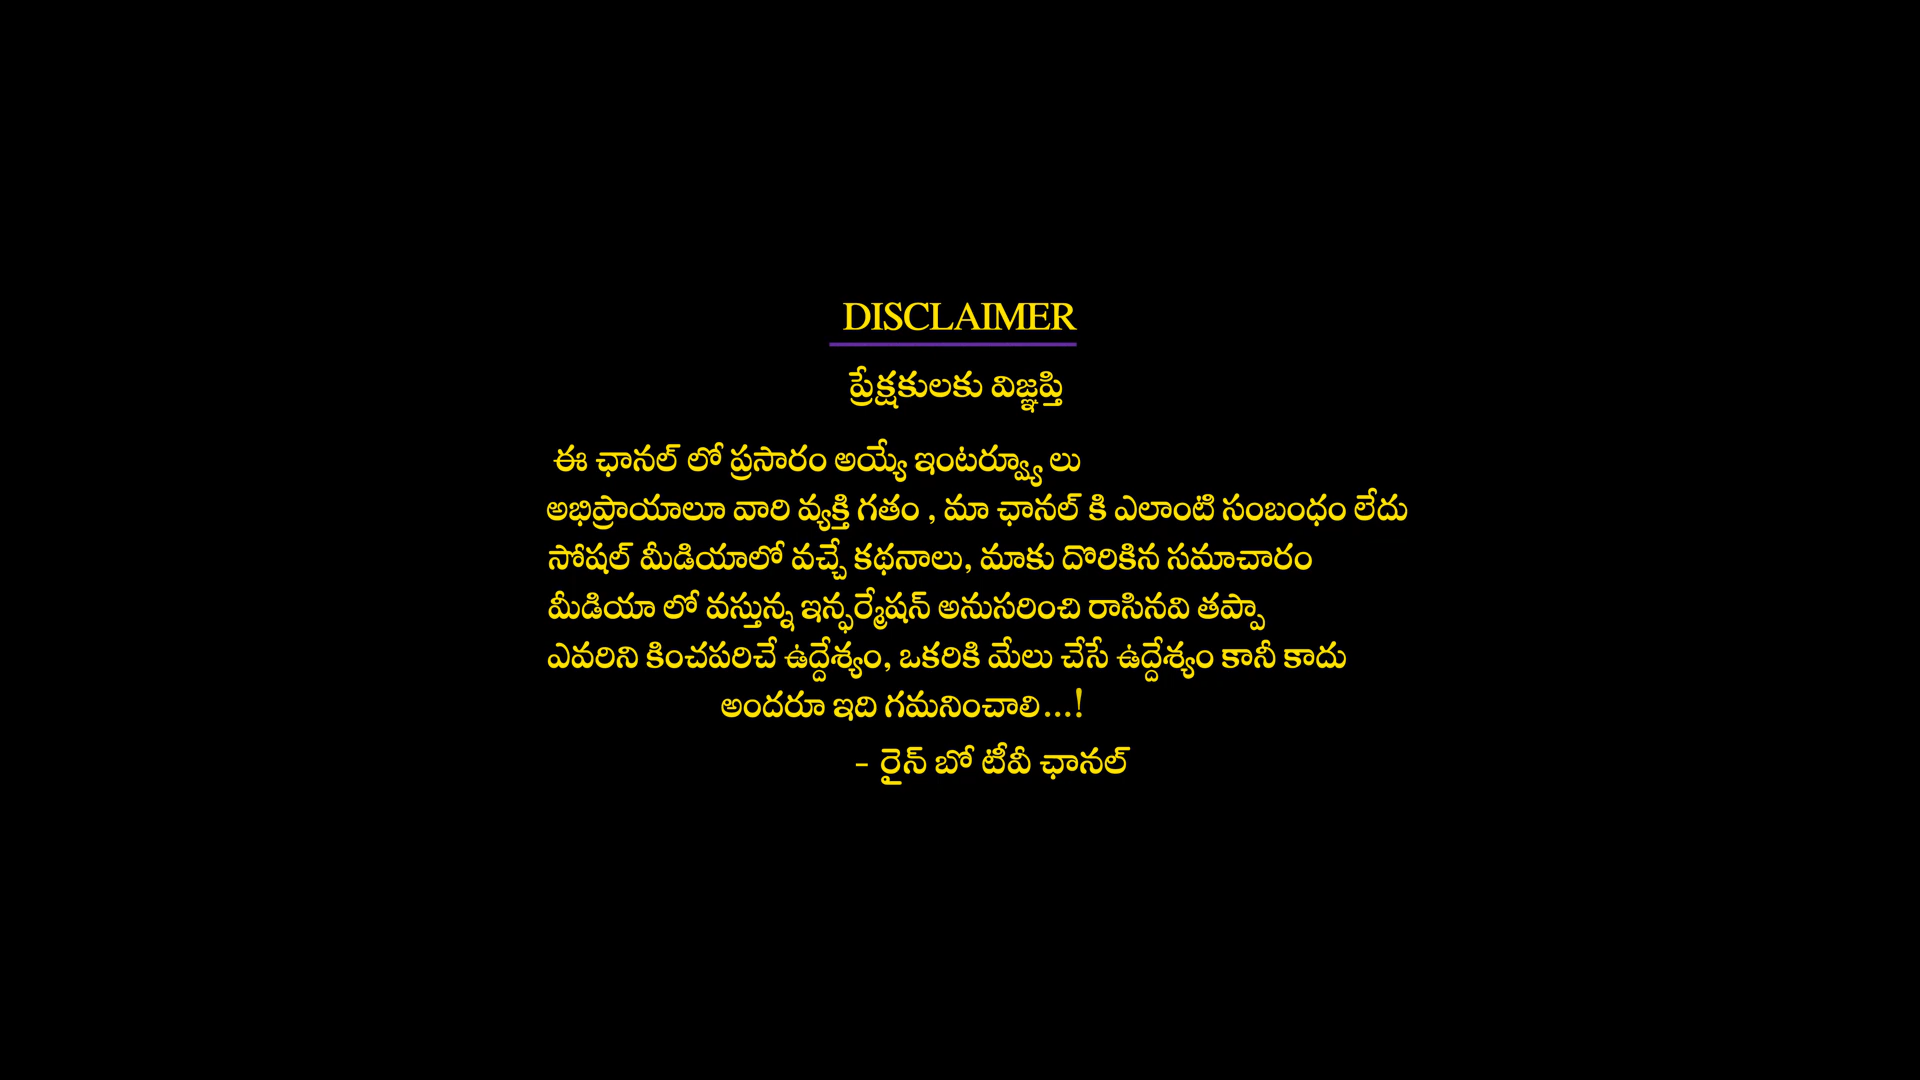 DISCLAIMER
ప్రేక్షకులకు విజ్ఞప్తి
ఈ ఛానల్ లో ప్రసారం అయ్యే ఇంటర్వ్యూ లు
అభిప్రాయాలూ వారి వ్యక్తి గతం , మా ఛానల్ కి ఎలాంటి సంబంధం లేదు
సోషల్ మీడియాలో వచ్చే కథనాలు, మాకు దొరికిన సమాచారం
మీడియా లో వస్తున్న ఇన్ఫర్మేషన్ అనుసరించి రాసినవి తప్పా
ఎవరిని కించపరిచే ఉద్దేశ్యం, ఒకరికి మేలు చేసే ఉద్దేశ్యం కానీ కాదు
అందరూ ఇది గమనించాలి...!
- రైన్ బో టీవీ ఛానల్